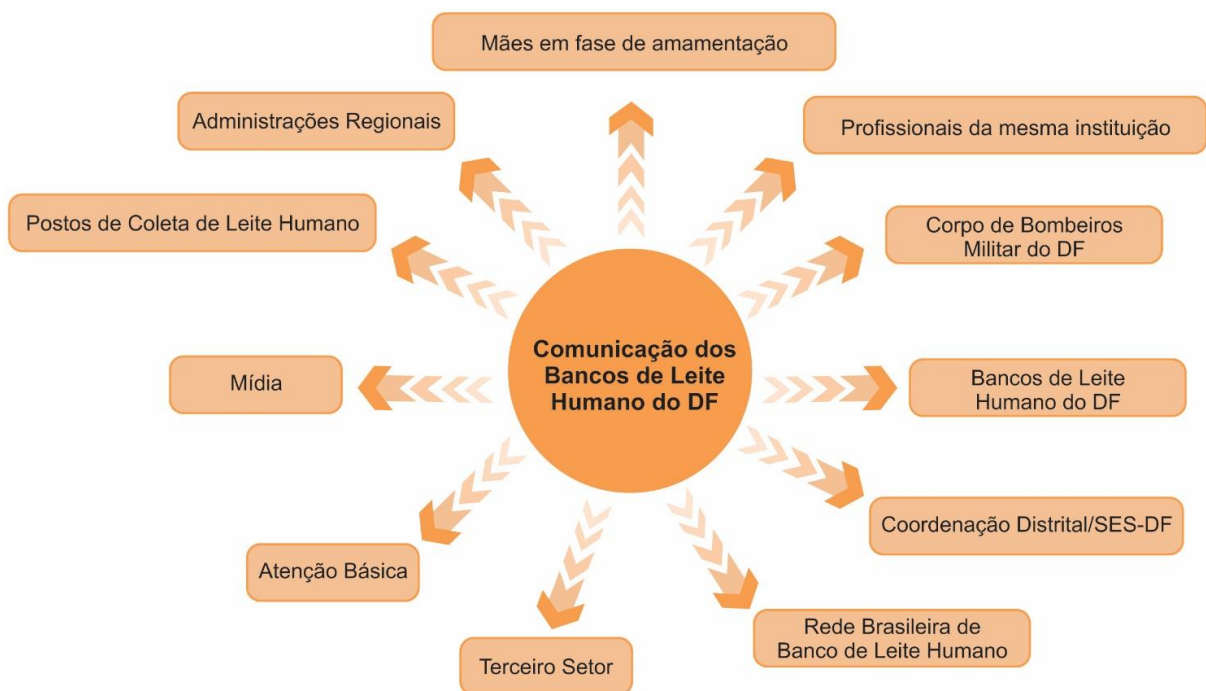 Mães em fase de amamentação
Administrações Regionais
Profissionais da mesma instituição
Postos de Coleta de Leite Humano
Corpo de Bombeiros
Militar do DF
Comunicação dos
Bancos de Leite
Humano do DF
Mídia
Bancos de Leite
Humano do DF
Coordenação Distrital/SES-DF
Atenção Básica
Rede Brasileira de
Banco de Leite Humano
Terceiro Setor